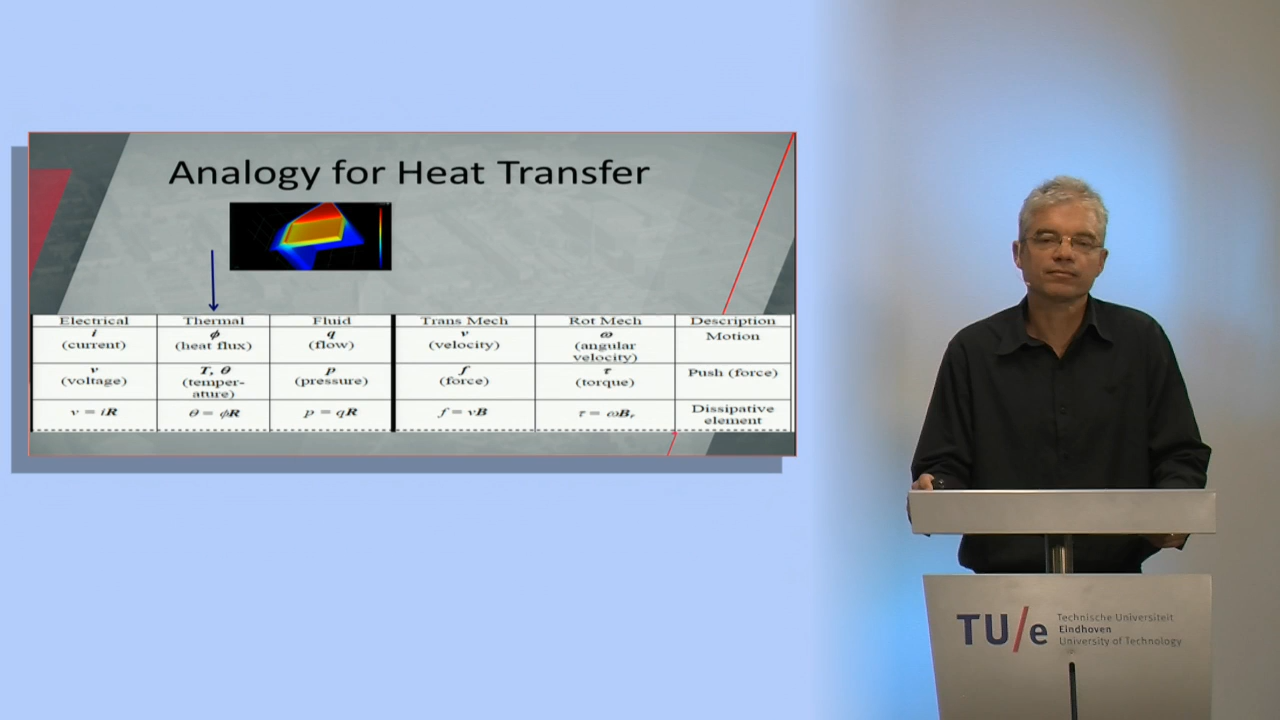 Analogy for Heat Transfer
Electrical Thermal Fluid Trans Mech Rot Mech Description
i ϕ q v ω Motion
(current) (heat flux) (flow) (velocity) (angular
velocity)
v T, θ p f τ Push (force)
(voltage) (temper-
ature) (pressure) (force) (torque)
v = iR θ = ϕR p = qR f = vB τ = ωBr Dissipative
element
TU/e Technische Universiteit
Eindhoven
University of Technology